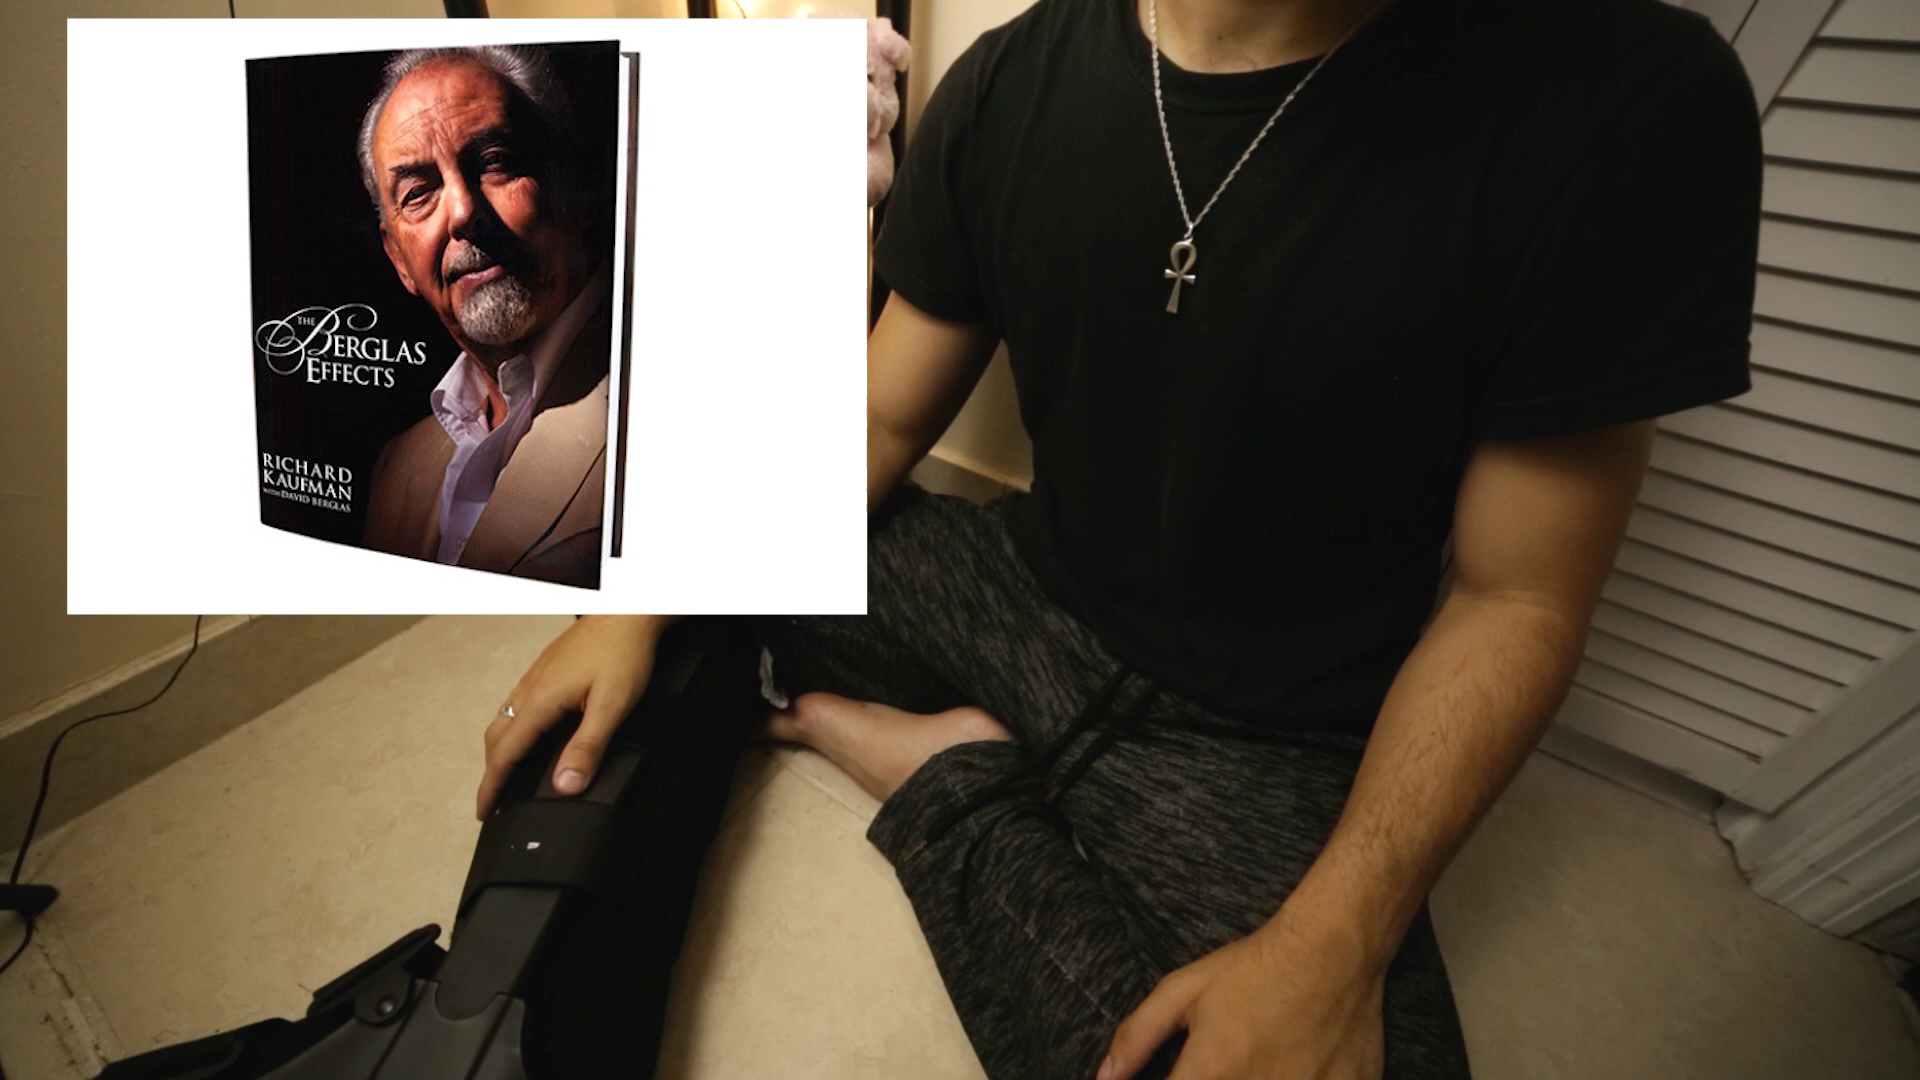 THE
BERGLAS
EFFECTS
RICHARD
KAUFMAN
WITH DAVID BERGLAS